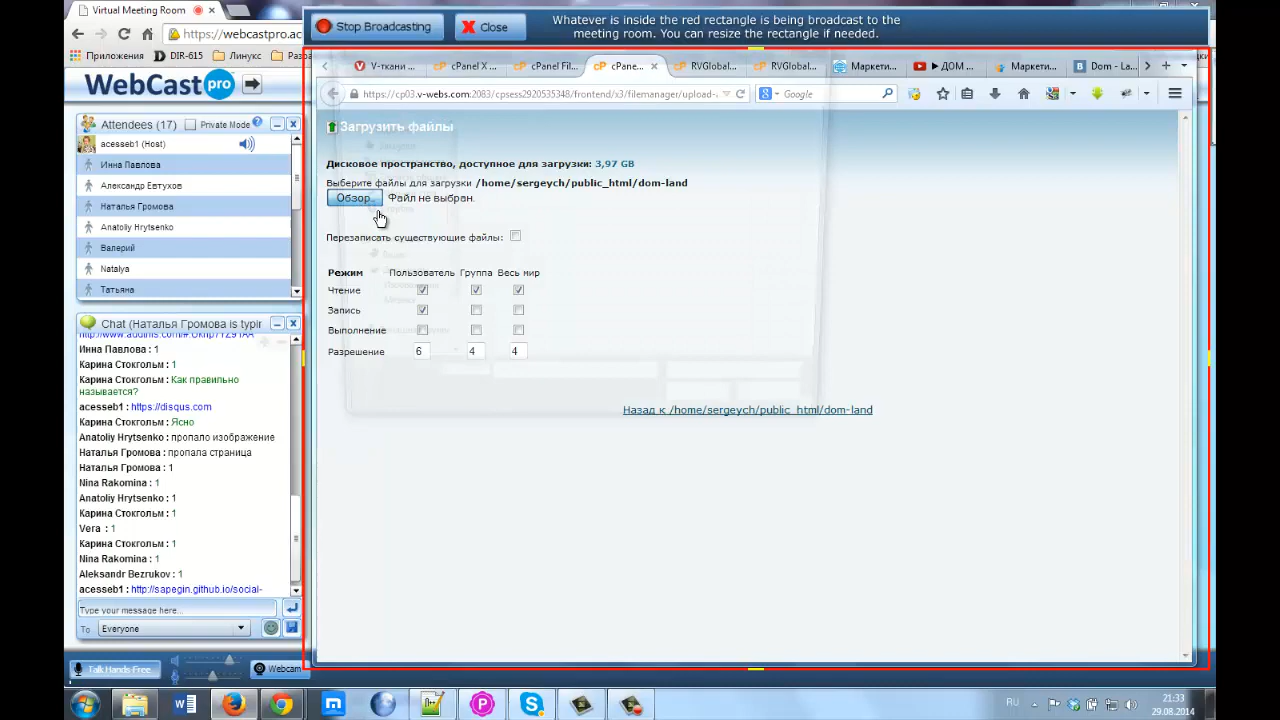 Virtual Meeting Room
https://webcastpro.ac
Приложения
DIR-615
Линукс
WebCast pro
Attendees (17)
Private Mode
acesseb1 (Host)
Инна Павлова
Александр Евтухов
Наталья Громова
Anatoliy Hrytsenko
Валерий
Natalya
Татьяна
Chat (Наталья Громова is typir
Инна Павлова : 1
Карина Стокгольм : 1
Карина Стокгольм : Как правильно
называется?
acesseb1 : https://disqus.com
Карина Стокгольм : Ясно
Anatoliy Hrytsenko : пропало изображение
Наталья Громова : пропала страница
Наталья Громова : 1
Nina Rakomina : 1
Anatoliy Hrytsenko : 1
Карина Стокгольм : 1
Vera : 1
Карина Стокгольм : 1
Nina Rakomina : 1
Aleksandr Bezrukov : 1
acesseb1 : http://sapegin.github.io/social-
Type your message here...
To
Everyone
Talk Hands-Free
Webcam
Stop Broadcasting
Close
Whatever is inside the red rectangle is being broadcast to the
meeting room. You can resize the rectangle if needed.
V-ткани ...
cPanel X ...
cPanel Fil...
cPane...
RVGlobal...
RVGlobal...
Маркети...
ДОМ ...
Маркети...
Dom - La...
https://cp03.v-webs.com:2083/cpsess2920535348/frontend/x3/filemanager/upload-
Google
Загрузить файлы
Дисковое пространство, доступное для загрузки: 3,97 GB
Выберите файлы для загрузки /home/sergeych/public_html/dom-land
Обзор...
Файл не выбран.
Перезаписать существующие файлы:
Режим Пользователь Группа Весь мир
Чтение
Запись
Выполнение
Разрешение 6 4 4
Назад к /home/sergeych/public_html/dom-land
RU
21:33
29.08.2014